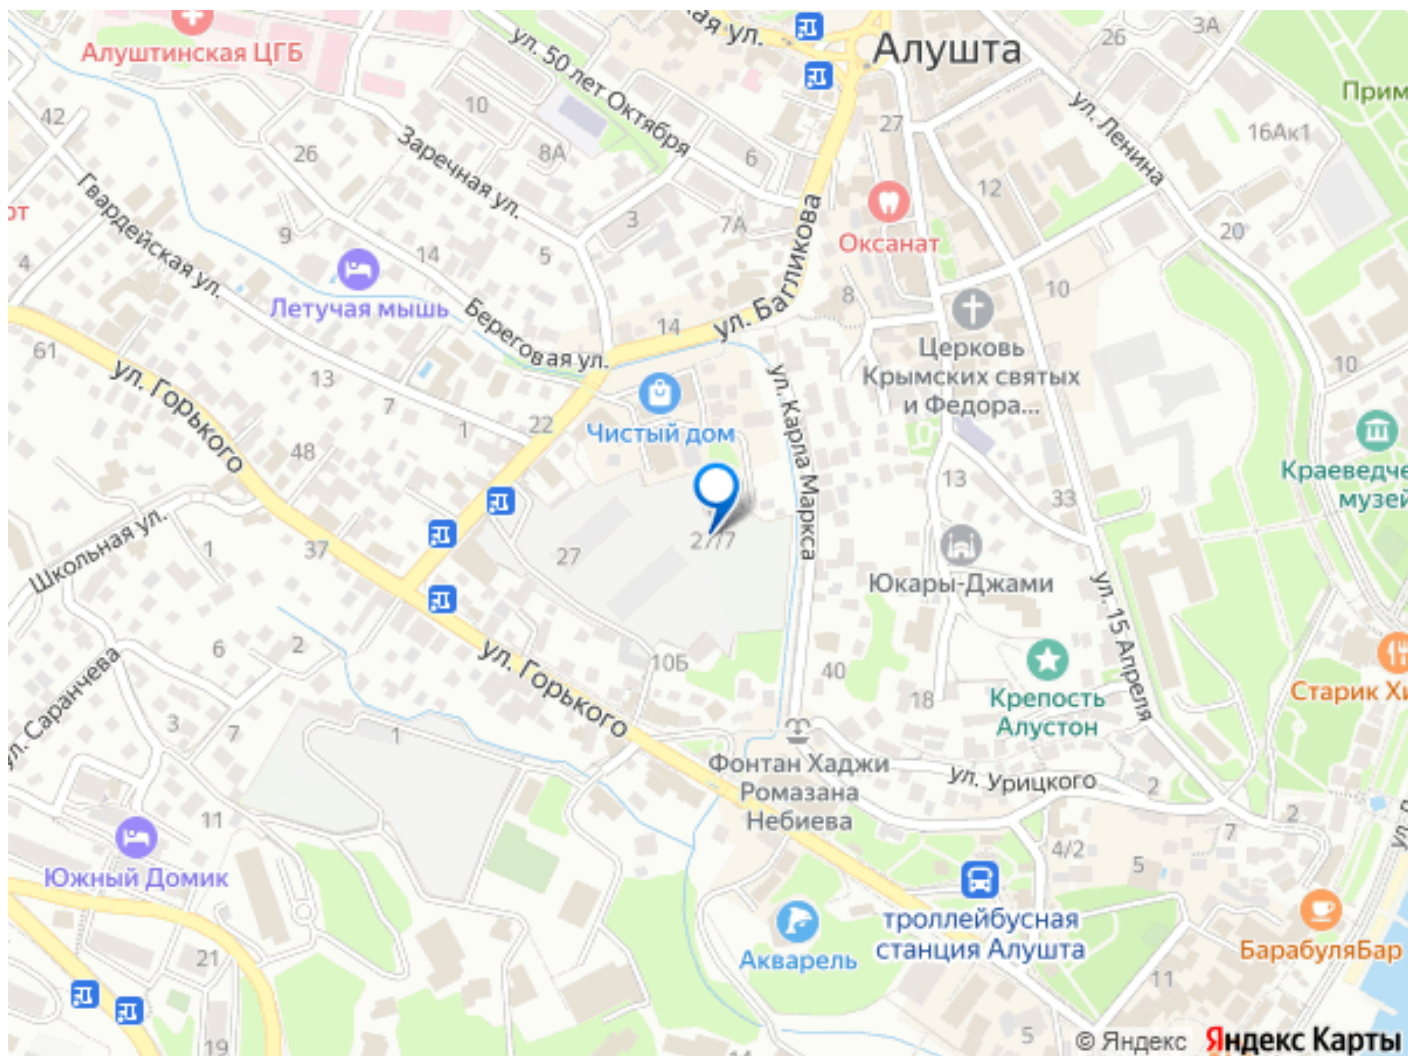 Алуштинская ЦГБ
ул. 50 лет Октября
ная ул.
Алушта
26
3А
Прим
ул. Ленина
16Ак1
42
10
26
8А
6
27
Заречная ул.
12
Оксанат
3
7А
20
Гвардейская ул.
от
4
9
14
5
ул. Багликова
8
10
Летучая мышь
Береговая ул.
14
Церковь
Крымских святых
и Федора...
61
ул. Горького
13
7
1
22
48
Чистый дом
ул. Карла Маркса
10
Краеведче
музей
13
33
Школьная ул.
1
37
27
27/7
Юкары-Джами
ул. 15 Апреля
ул. Саранчева
6
2
ул. Горького
10Б
40
18
Крепость
Алустон
Старик Хи
3
7
1
Фонтан Хаджи
Ромазана
Небиева
ул. Урицкого
2
2
7
11
Южный Домик
4/2
5
троллейбусная
станция Алушта
Акварель
БарабуляБар
21
11
19
© Яндекс Яндекс Карты